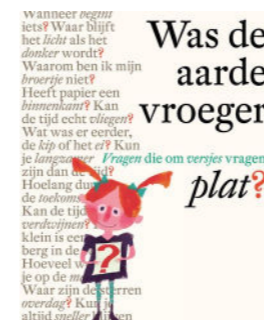 Wanneer begint
iets? Waar blijft
het licht als het
donker wordt?
Waarom ben ik mijn
broertje niet?
Heeft papier een
binnenkant? Kan
de tijd echt vliegen?
Wat was er eerder,
de kip of het ei? Kun
je langzamer
zijn dan de tijd?
Hoelang du
de toekoms
Kan de tijd
verdwijnen?
klein is een
berg in de
Hoeveel w
je op de m
Waar zijn de sterren
overdag? Kun je
altijd sneller blijven
Was de
aarde
vroeger
Vragen die om versjes vragen
plat?
?